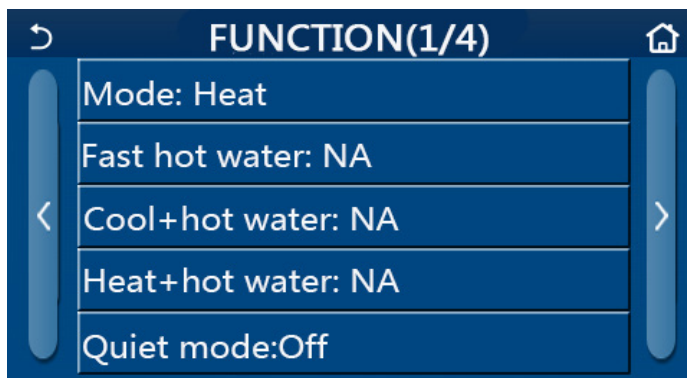 FUNCTION(1/4)
Mode: Heat
Fast hot water: NA
Cool+hot water: NA
Heat+hot water: NA
Quiet mode:Off